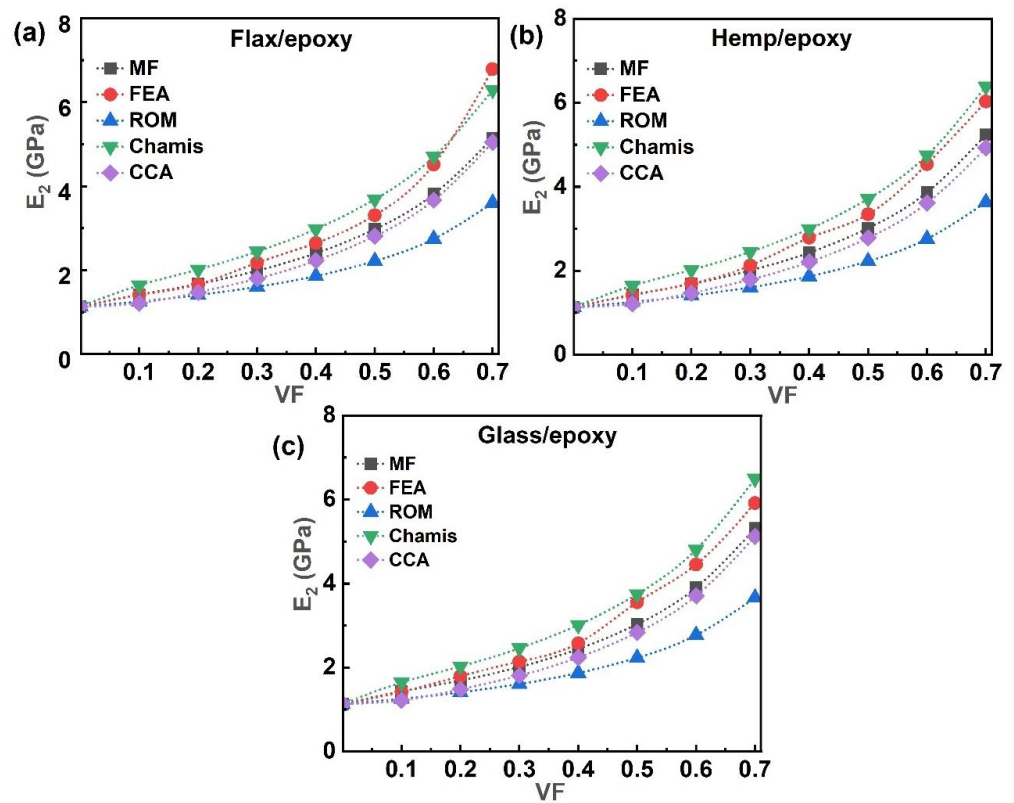 (a)
Flax/epoxy
MF
FEA
ROM
Chamis
CCA
E2 (GPa)
8
6
4
2
0
0.1 0.2 0.3 0.4 0.5 0.6 0.7
VF
(b)
Hemp/epoxy
MF
FEA
ROM
Chamis
CCA
E2 (GPa)
8
6
4
2
0
0.1 0.2 0.3 0.4 0.5 0.6 0.7
VF
(c)
Glass/epoxy
MF
FEA
ROM
Chamis
CCA
E2 (GPa)
8
6
4
2
0
0.1 0.2 0.3 0.4 0.5 0.6 0.7
VF